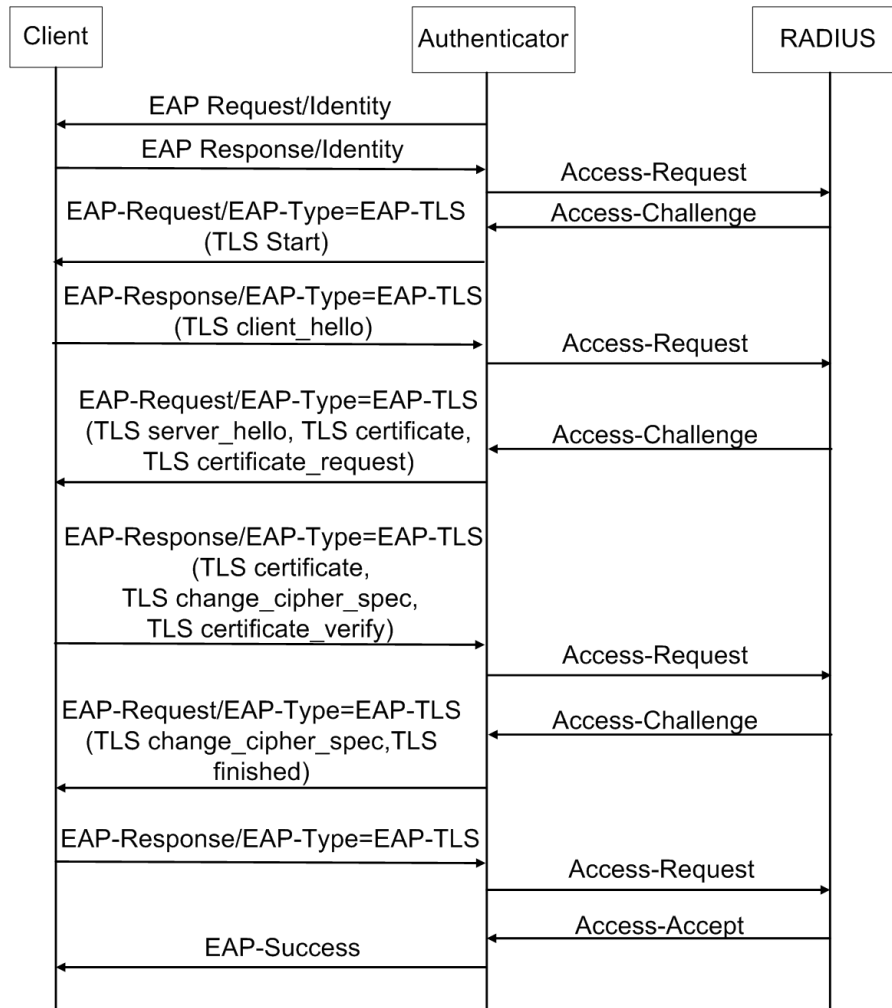 Client
Authenticator
RADIUS
EAP Request/Identity
EAP Response/Identity
Access-Request
Access-Challenge
EAP-Request/EAP-Type=EAP-TLS
(TLS Start)
EAP-Response/EAP-Type=EAP-TLS
(TLS client_hello)
Access-Request
Access-Challenge
EAP-Request/EAP-Type=EAP-TLS
(TLS server_hello, TLS certificate,
TLS certificate_request)
EAP-Response/EAP-Type=EAP-TLS
(TLS certificate,
TLS change_cipher_spec,
TLS certificate_verify)
Access-Request
Access-Challenge
EAP-Request/EAP-Type=EAP-TLS
(TLS change_cipher_spec,TLS
finished)
EAP-Response/EAP-Type=EAP-TLS
Access-Request
Access-Accept
EAP-Success